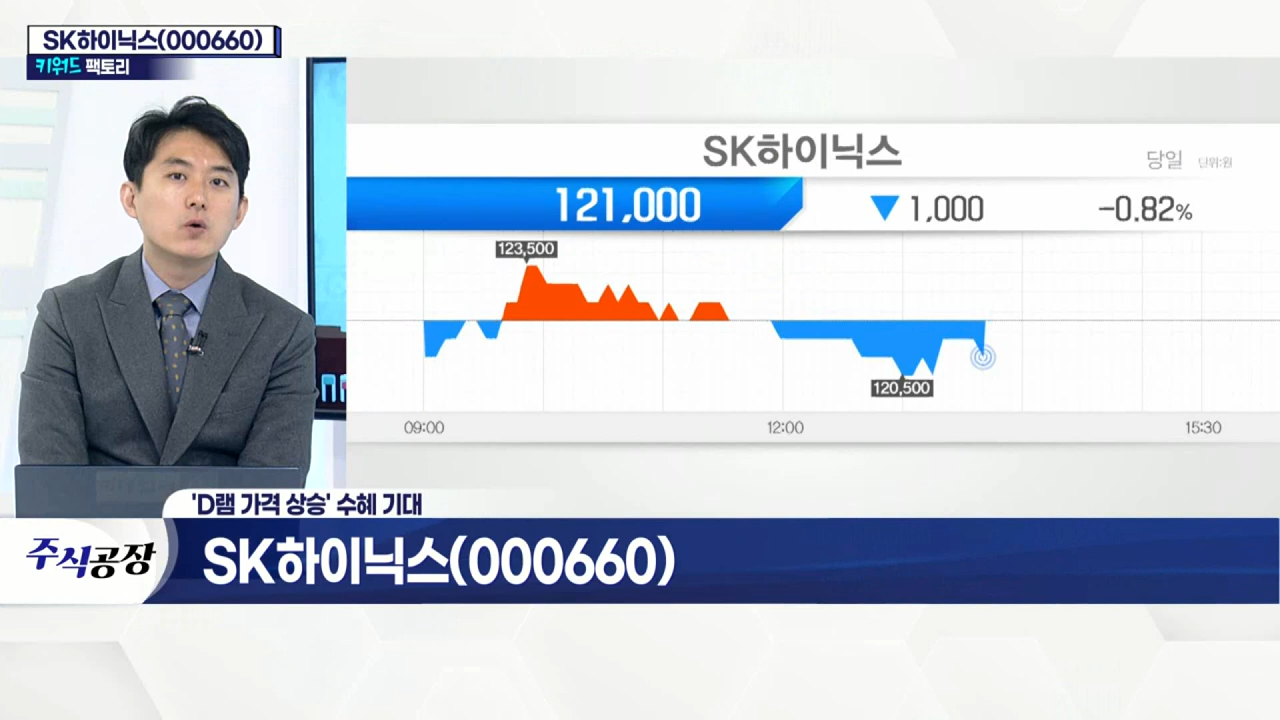 SK하이닉스(000660)
키워드 팩토리
SK하이닉스
당일 단위:원
121,000 ▼ 1,000 -0.82%
123,500
120,500
09:00 12:00 15:30
'D램 가격 상승' 수혜 기대
주식공장
SK하이닉스(000660)